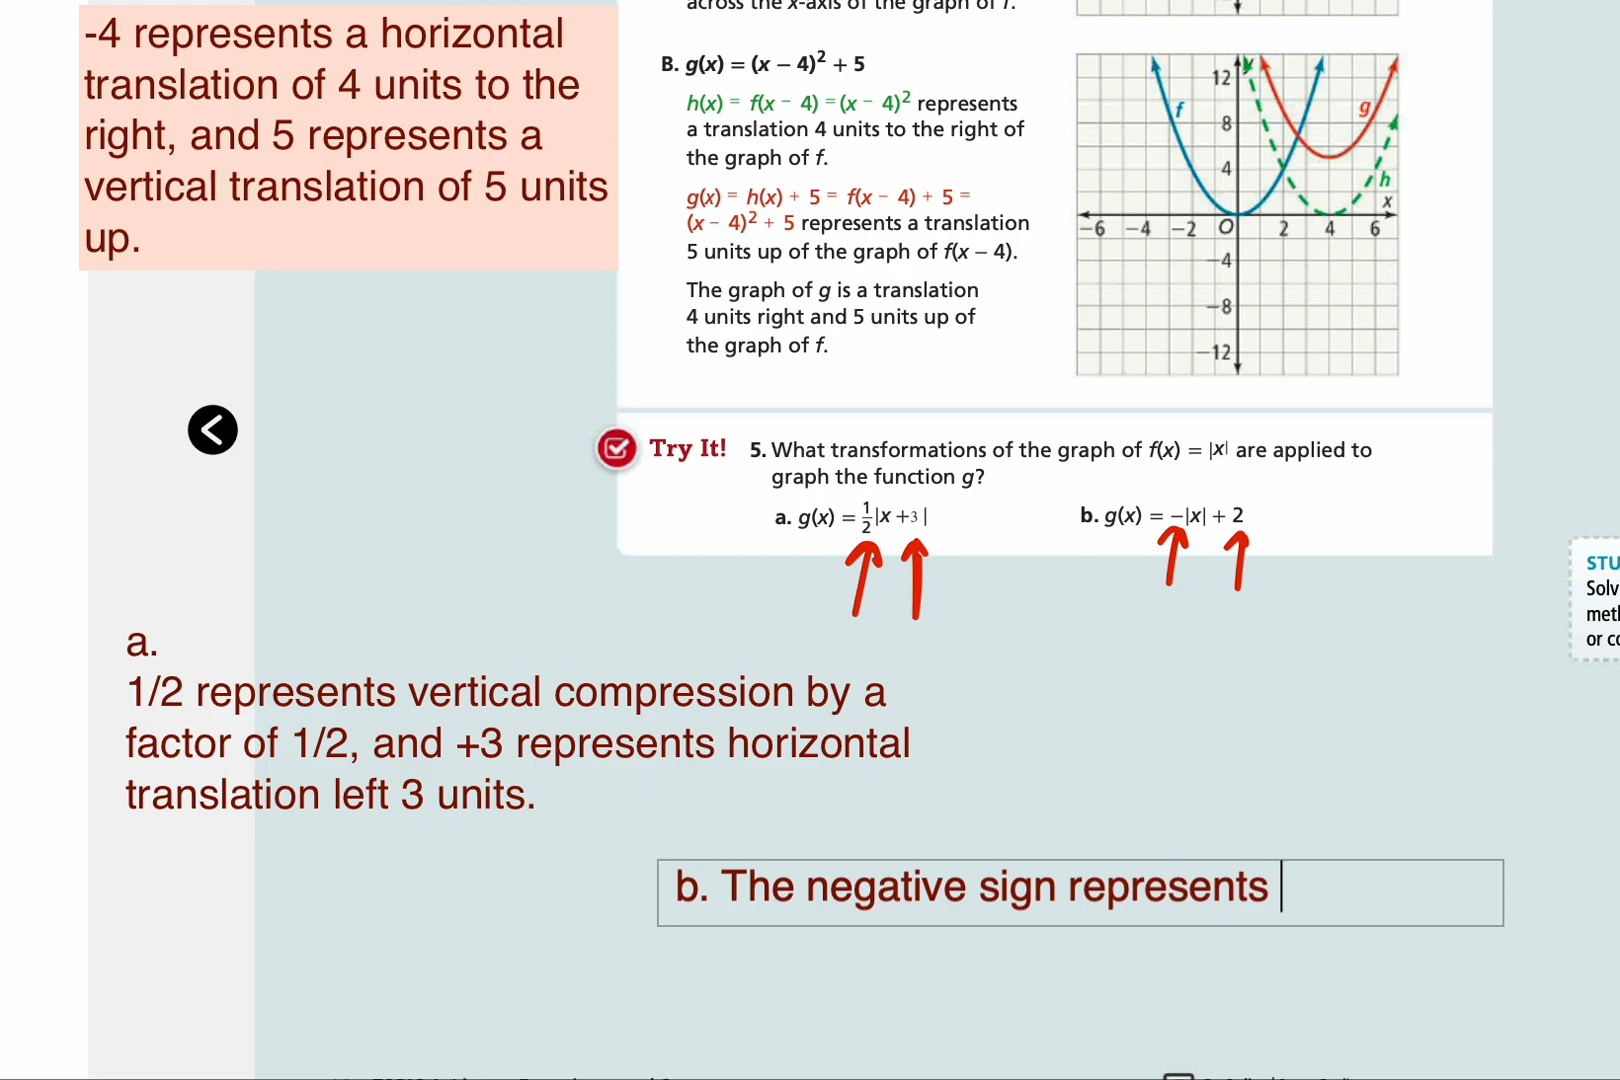 across the x-axis of the graph of f.
-4 represents a horizontal
translation of 4 units to the
right, and 5 represents a
vertical translation of 5 units
up.
B. g(x) = (x − 4)² + 5
h(x) = f(x − 4) = (x − 4)² represents
a translation 4 units to the right of
the graph of f.
g(x) = h(x) + 5 = f(x − 4) + 5 =
(x − 4)² + 5 represents a translation
5 units up of the graph of f(x − 4).
The graph of g is a translation
4 units right and 5 units up of
the graph of f.
12 y
f g
8
4
h
x
−6 −4 −2 O 2 4 6
−4
−8
−12
Try It! 5. What transformations of the graph of f(x) = |x| are applied to
graph the function g?
a. g(x) = 1/2|x +3| b. g(x) = −|x| + 2
STU
Solv
met
or co
a.
1/2 represents vertical compression by a
factor of 1/2, and +3 represents horizontal
translation left 3 units.
b. The negative sign represents